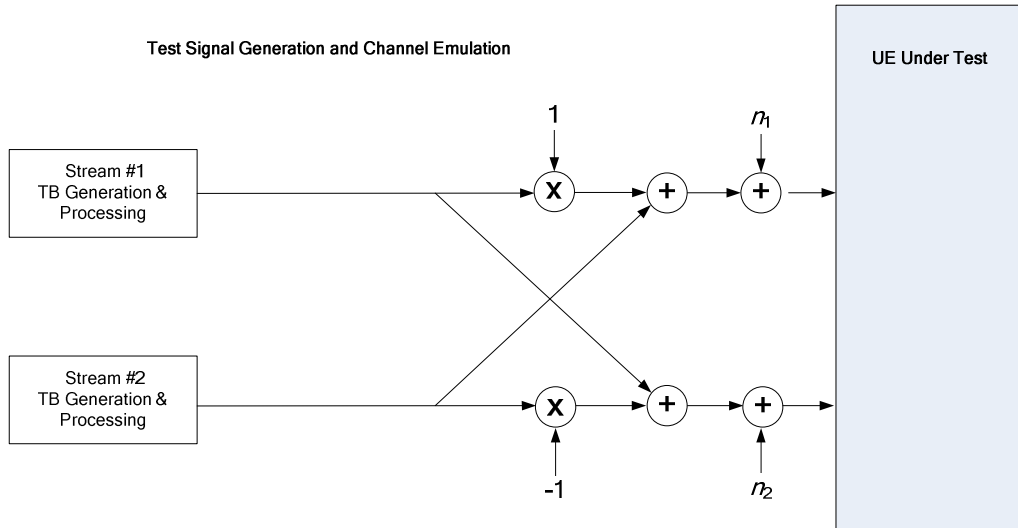 Test Signal Generation and Channel Emulation
UE Under Test
1
n1
Stream #1
TB Generation &
Processing
X
+
+
Stream #2
TB Generation &
Processing
X
+
+
-1
n2